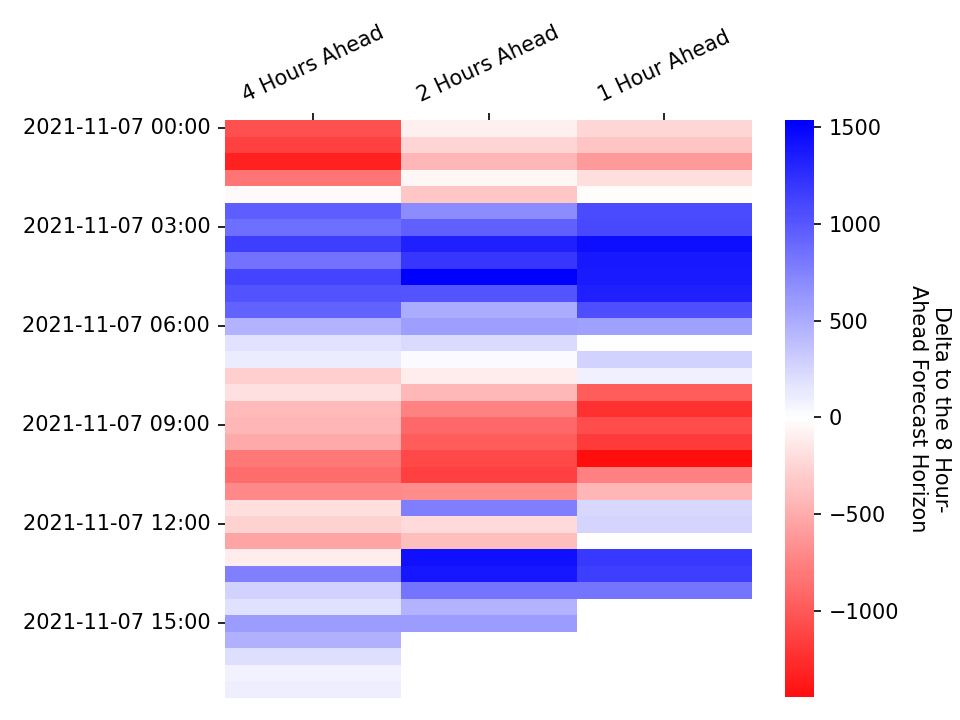 4 Hours Ahead
2 Hours Ahead
1 Hour Ahead
2021-11-07 00:00
2021-11-07 03:00
2021-11-07 06:00
2021-11-07 09:00
2021-11-07 12:00
2021-11-07 15:00
1500
1000
500
0
−500
−1000
Delta to the 8 Hour-
Ahead Forecast Horizon